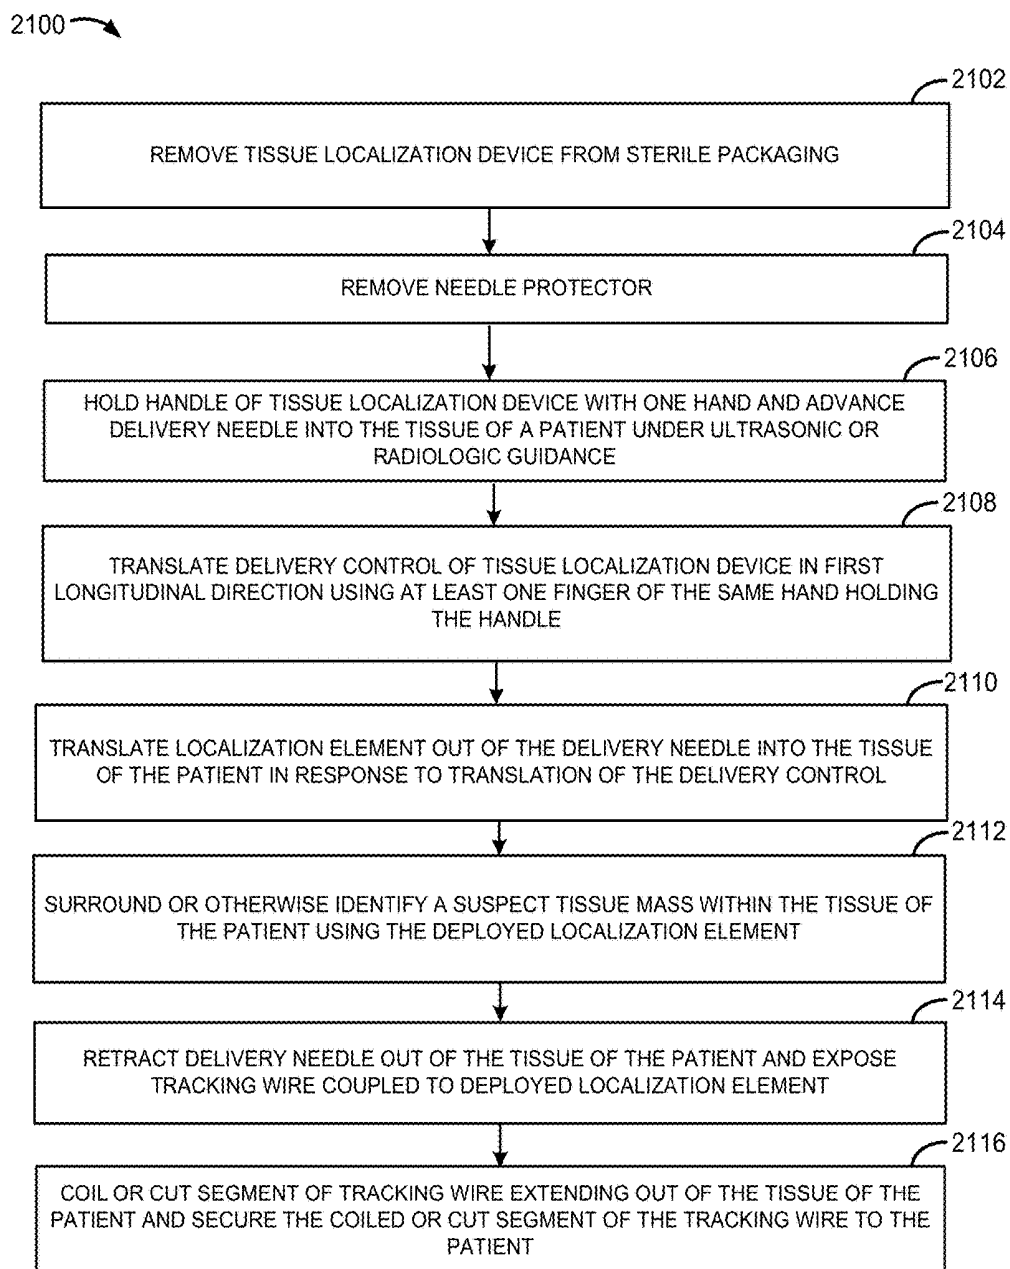 2100
2102
REMOVE TISSUE LOCALIZATION DEVICE FROM STERILE PACKAGING
2104
REMOVE NEEDLE PROTECTOR
2106
HOLD HANDLE OF TISSUE LOCALIZATION DEVICE WITH ONE HAND AND ADVANCE
DELIVERY NEEDLE INTO THE TISSUE OF A PATIENT UNDER ULTRASONIC OR
RADIOLOGIC GUIDANCE
2108
TRANSLATE DELIVERY CONTROL OF TISSUE LOCALIZATION DEVICE IN FIRST
LONGITUDINAL DIRECTION USING AT LEAST ONE FINGER OF THE SAME HAND HOLDING
THE HANDLE
2110
TRANSLATE LOCALIZATION ELEMENT OUT OF THE DELIVERY NEEDLE INTO THE TISSUE
OF THE PATIENT IN RESPONSE TO TRANSLATION OF THE DELIVERY CONTROL
2112
SURROUND OR OTHERWISE IDENTIFY A SUSPECT TISSUE MASS WITHIN THE TISSUE OF
THE PATIENT USING THE DEPLOYED LOCALIZATION ELEMENT
2114
RETRACT DELIVERY NEEDLE OUT OF THE TISSUE OF THE PATIENT AND EXPOSE
TRACKING WIRE COUPLED TO DEPLOYED LOCALIZATION ELEMENT
2116
COIL OR CUT SEGMENT OF TRACKING WIRE EXTENDING OUT OF THE TISSUE OF THE
PATIENT AND SECURE THE COILED OR CUT SEGMENT OF THE TRACKING WIRE TO THE
PATIENT